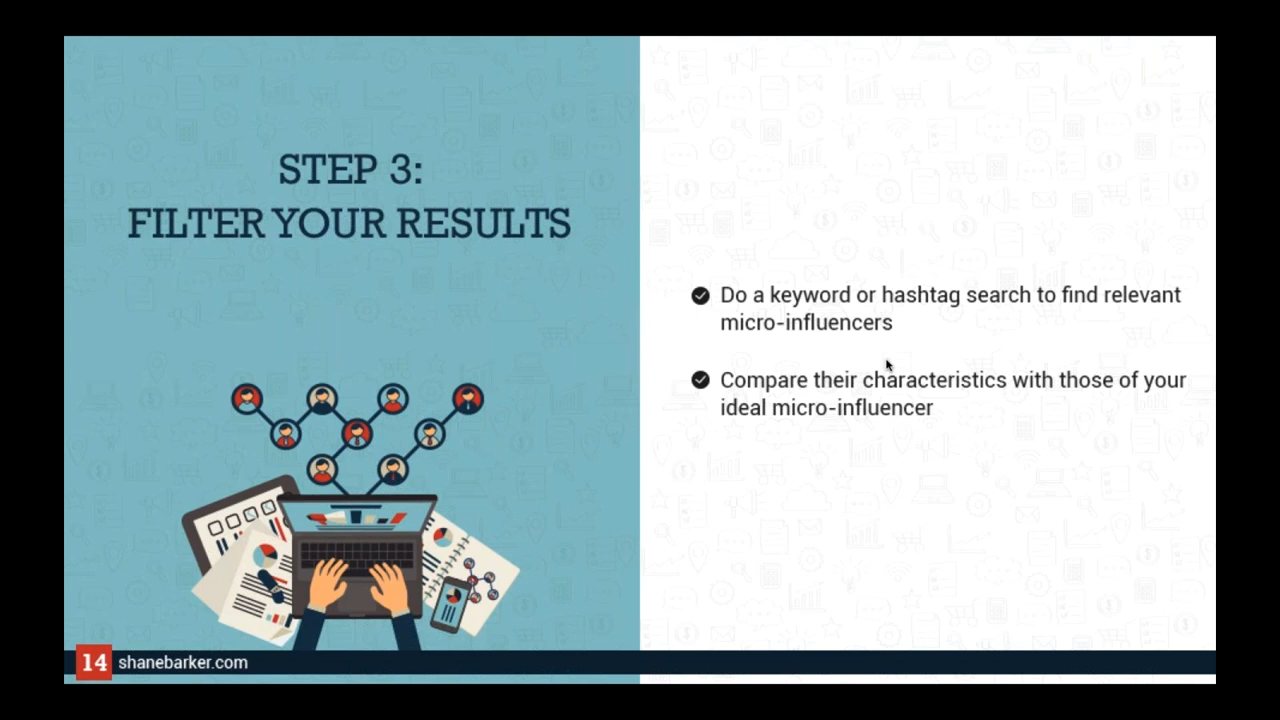 STEP 3:
FILTER YOUR RESULTS
Do a keyword or hashtag search to find relevant
micro-influencers
Compare their characteristics with those of your
ideal micro-influencer
14 shanebarker.com